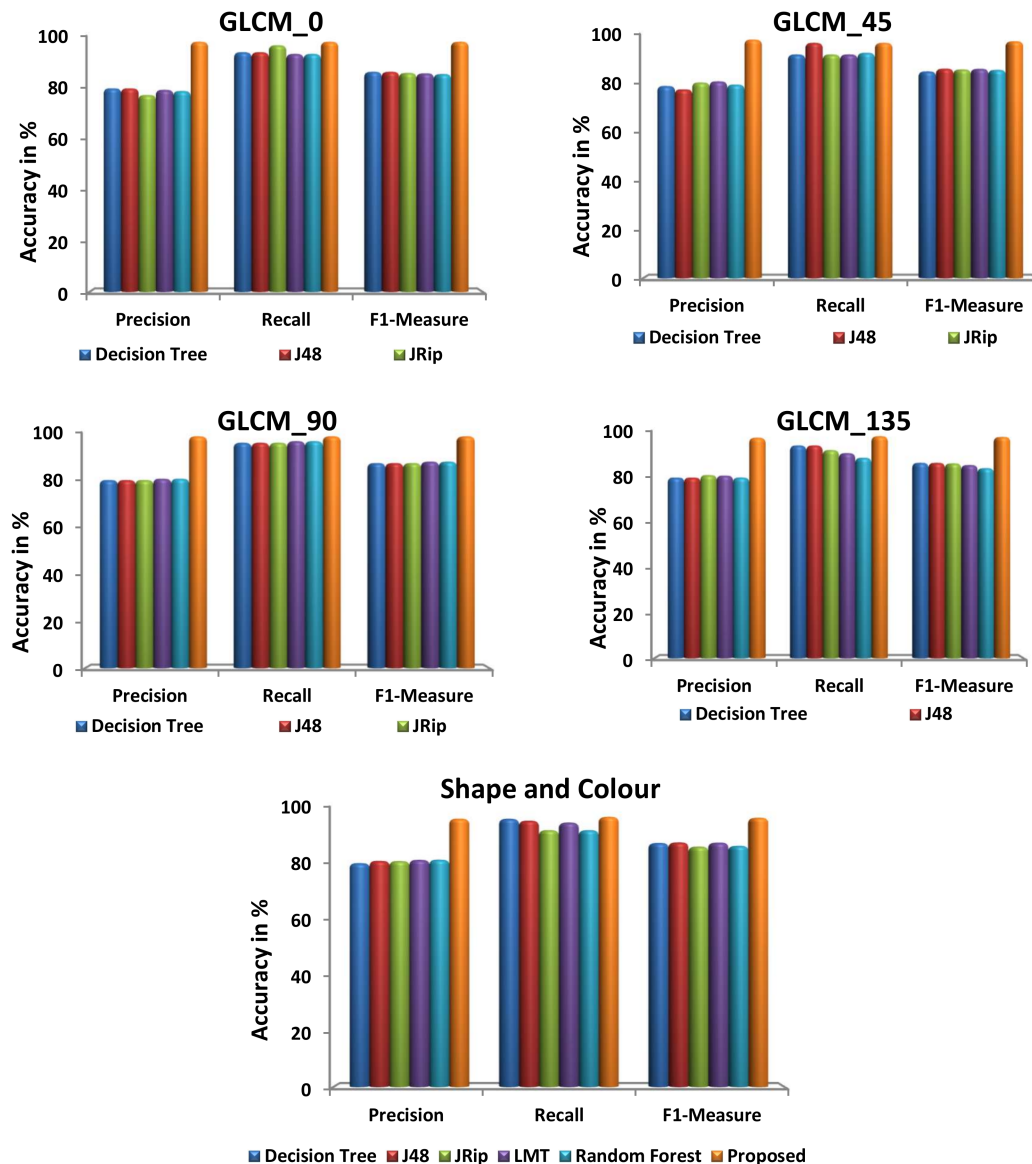 GLCM_0
100
80
60
40
20
0
Accuracy in %
Precision Recall F1-Measure
Decision Tree J48 JRip
GLCM_45
100
80
60
40
20
0
Accuracy in %
Precision Recall F1-Measure
Decision Tree J48 JRip
GLCM_90
100
80
60
40
20
0
Accuracy in %
Precision Recall F1-Measure
Decision Tree J48 JRip
GLCM_135
100
80
60
40
20
0
Accuracy in %
Precision Recall F1-Measure
Decision Tree J48
Shape and Colour
100
80
60
40
20
0
Accuracy in %
Precision Recall F1-Measure
Decision Tree J48 JRip LMT Random Forest Proposed